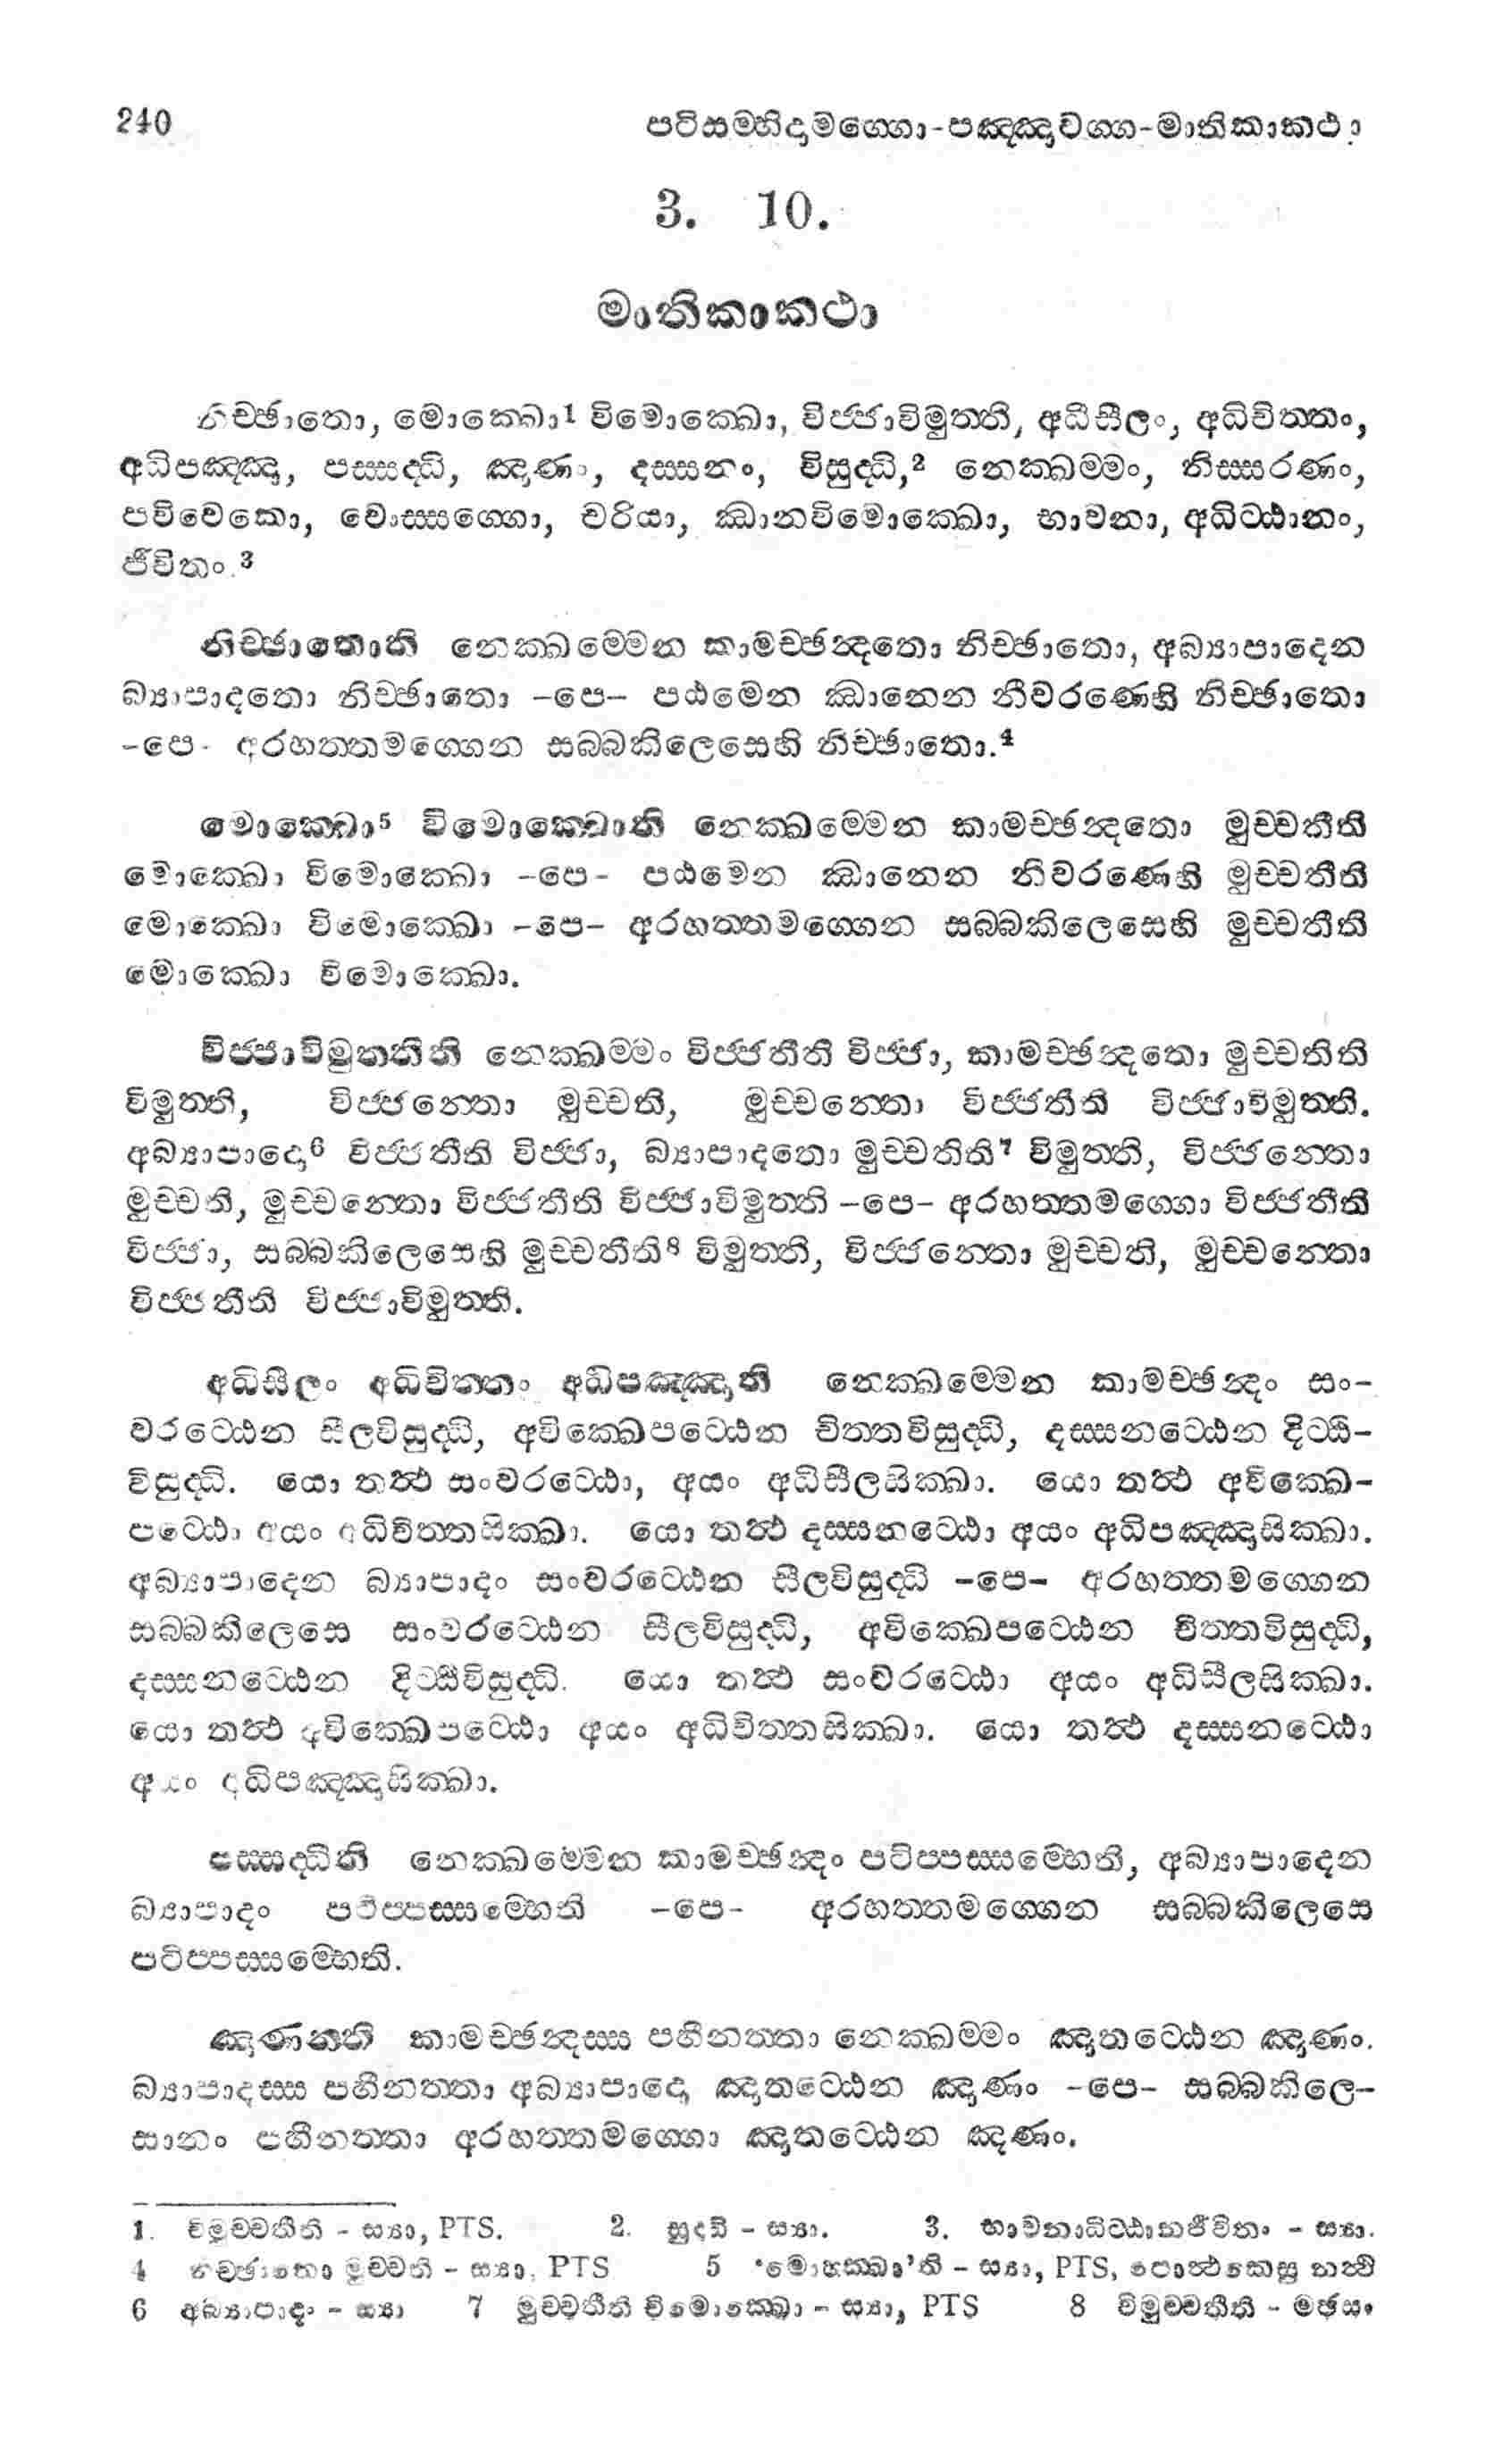 240 පටිසම්භිදාමග්ගො-පඤ්ඤාවග්ග-මාතිකාකථා
3. 10.
මාතිකාකථා
නිච්ඡාතො, මොක්ඛො1 විමොක්ඛො, විජ්ජාවිමුත්ති, අධිසීලං, අධිචිත්තං,
අධිපඤ්ඤා, පස්සද්ධි, ඤාණං, දස්සනං, විසුද්ධි,2 නෙක්ඛම්මං, නිස්සරණං,
පවිවෙකො, වොස්සග්ගො, චරියා, ඣානවිමොක්ඛො, භාවනා, අධිට්ඨානං,
ජීවිතං.3
නිච්ඡාතොති නෙක්ඛම්මෙන කාමච්ඡන්දතො නිච්ඡාතො, අබ්‍යාපාදෙන
බ්‍යාපාදතො නිච්ඡාතො -පෙ- පඨමෙන ඣානෙන නීවරණෙහි නිච්ඡාතො
-පෙ- අරහත්තමග්ගෙන සබ්බකිලෙසෙහි නිච්ඡාතො.4
මොක්ඛො5 විමොක්ඛොති නෙක්ඛම්මෙන කාමච්ඡන්දතො මුච්චතීති
මොක්ඛො විමොක්ඛො -පෙ- පඨමෙන ඣානෙන නිවරණෙහි මුච්චතීති
මොක්ඛො විමොක්ඛො -පෙ- අරහත්තමග්ගෙන සබ්බකිලෙසෙහි මුච්චතීති
මොක්ඛො විමොක්ඛො.
විජ්ජාවිමුත්තීති නෙක්ඛම්මං විජ්ජතීති විජ්ජා, කාමච්ඡන්දතො මුච්චතිති
විමුත්ති, විජ්ජන්තො මුච්චති, මුච්චන්තො විජ්ජතීති විජ්ජාවිමුත්ති.
අබ්‍යාපාදො6 විජ්ජතීති විජ්ජා, බ්‍යාපාදතො මුච්චතිති7 විමුත්ති, විජ්ජන්තො
මුච්චති, මුච්චන්තො විජ්ජතීති විජ්ජාවිමුත්ති -පෙ- අරහත්තමග්ගො විජ්ජතීති
විජ්ජා, සබ්බකිලෙසෙහි මුච්චතීති8 විමුත්ති, විජ්ජන්තො මුච්චති, මුච්චන්තො
විජ්ජතීති විජ්ජාවිමුත්ති.
අධිසීලං අධිචිත්තං අධිපඤ්ඤාති නෙක්ඛම්මෙන කාමච්ඡන්දං සං-
වරට්ඨෙන සීලවිසුද්ධි, අවික්ඛෙපට්ඨෙන චිත්තවිසුද්ධි, දස්සනට්ඨෙන දිට්ඨි-
විසුද්ධි. යො තත්ථ සංවරට්ඨො, අයං අධිසීලසික්ඛා. යො තත්ථ අවික්ඛෙ-
පට්ඨො අයං අධිචිත්තසික්ඛා. යො තත්ථ දස්සනට්ඨො අයං අධිපඤ්ඤාසික්ඛා.
අබ්‍යාපාදෙන බ්‍යාපාදං සංවරට්ඨෙන සීලවිසුද්ධි -පෙ- අරහත්තමග්ගෙන
සබ්බකිලෙසෙ සංවරට්ඨෙන සීලවිසුද්ධි, අවික්ඛෙපට්ඨෙන චිත්තවිසුද්ධි,
දස්සනට්ඨෙන දිට්ඨිවිසුද්ධි. යො තත්ථ සංවරට්ඨො අයං අධිසීලසික්ඛා.
යො තත්ථ අවික්ඛෙපට්ඨො අයං අධිචිත්තසික්ඛා. යො තත්ථ දස්සනට්ඨො
අයං අධිපඤ්ඤාසික්ඛා.
පස්සද්ධීති නෙක්ඛම්මෙන කාමච්ඡන්දං පටිප්පස්සම්භෙති, අබ්‍යාපාදෙන
බ්‍යාපාදං පටිප්පස්සම්භෙති -පෙ- අරහත්තමග්ගෙන සබ්බකිලෙසෙ
පටිප්පස්සම්භෙති.
ඤාණන්ති කාමච්ඡන්දස්ස පහීනත්තා නෙක්ඛම්මං ඤාතට්ඨෙන ඤාණං.
බ්‍යාපාදස්ස පහීනත්තා අබ්‍යාපාදො ඤාතට්ඨෙන ඤාණං -පෙ- සබ්බකිලෙ-
සානං පහීනත්තා අරහත්තමග්ගො ඤාතට්ඨෙන ඤාණං.
1. විමුච්චතීති - ස්‍යා, PTS. 2. සුද්ධි - ස්‍යා. 3. භාවනාධිට්ඨානජීවිතං - ස්‍යා.
4 නිච්ඡාතො මුච්චති - ස්‍යා, PTS 5 ‘මොක්ඛො’ති - ස්‍යා, PTS, පොත්ථකෙසු නත්ථි
6 අබ්‍යාපාදං - ස්‍යා 7 මුච්චතීති විමොක්ඛො - ස්‍යා, PTS 8 විමුච්චතීති - මඡසං